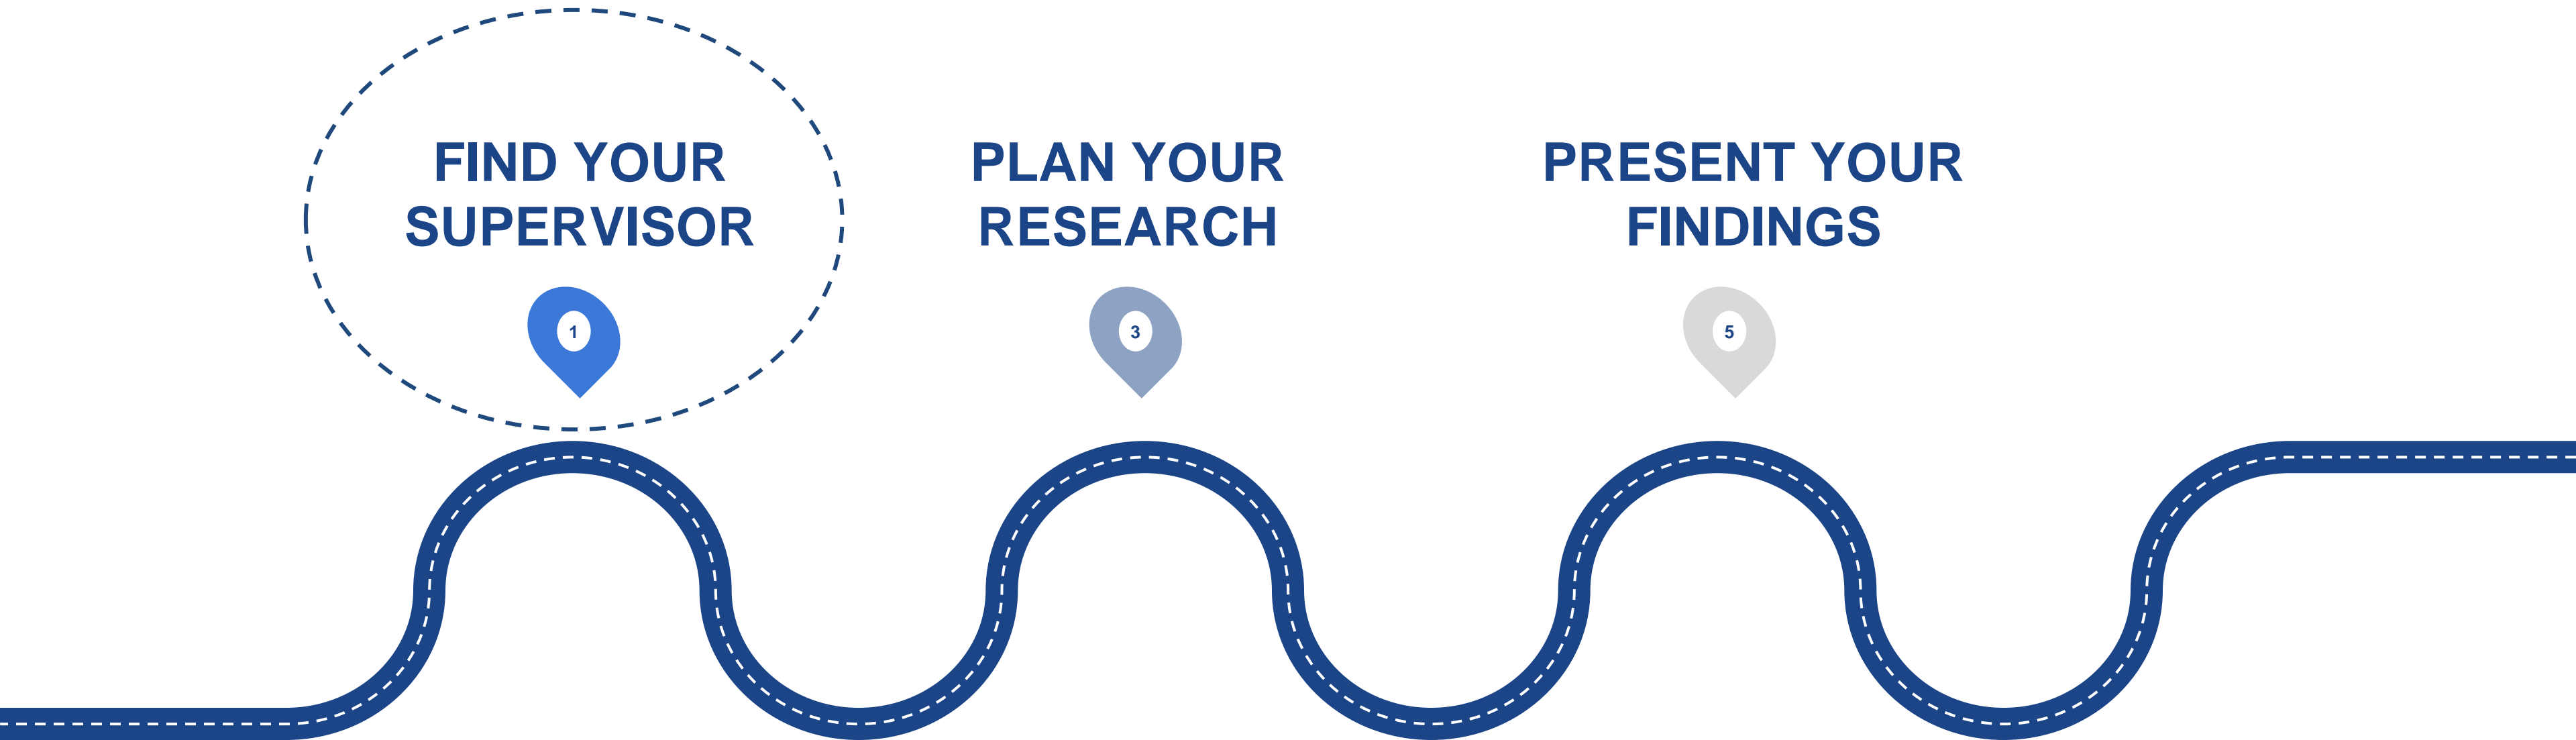 FIND YOUR
SUPERVISOR
1
PLAN YOUR
RESEARCH
3
PRESENT YOUR
FINDINGS
5